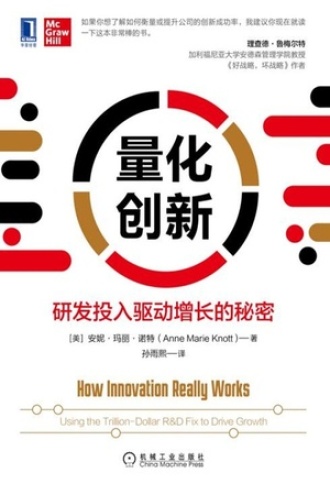 Mc
Graw
Hill
如果你想了解如何衡量或提升公司的创新成功率，我建议你现在就读
一下这本非常棒的书。
理查德·鲁梅尔特
加利福尼亚大学安德森管理学院教授
《好战略，坏战略》作者
量化
创新
研发投入驱动增长的秘密
［美］安妮·玛丽·诺特（Anne Marie Knott）一著
孙雨熙一译
How Innovation Really Works
Using the Trillion-Dollar R&D Fix to Drive Growth
机械工业出版社
China Machine Press